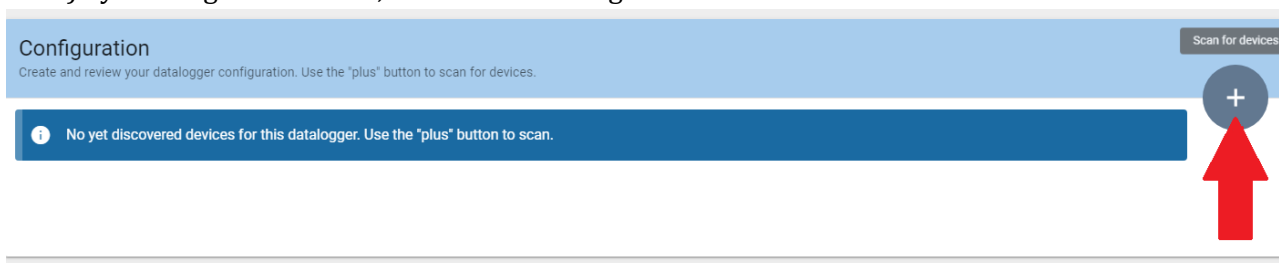 Configuration
Scan for devices
Create and review your datalogger configuration. Use the "plus" button to scan for devices.
No yet discovered devices for this datalogger. Use the "plus" button to scan.